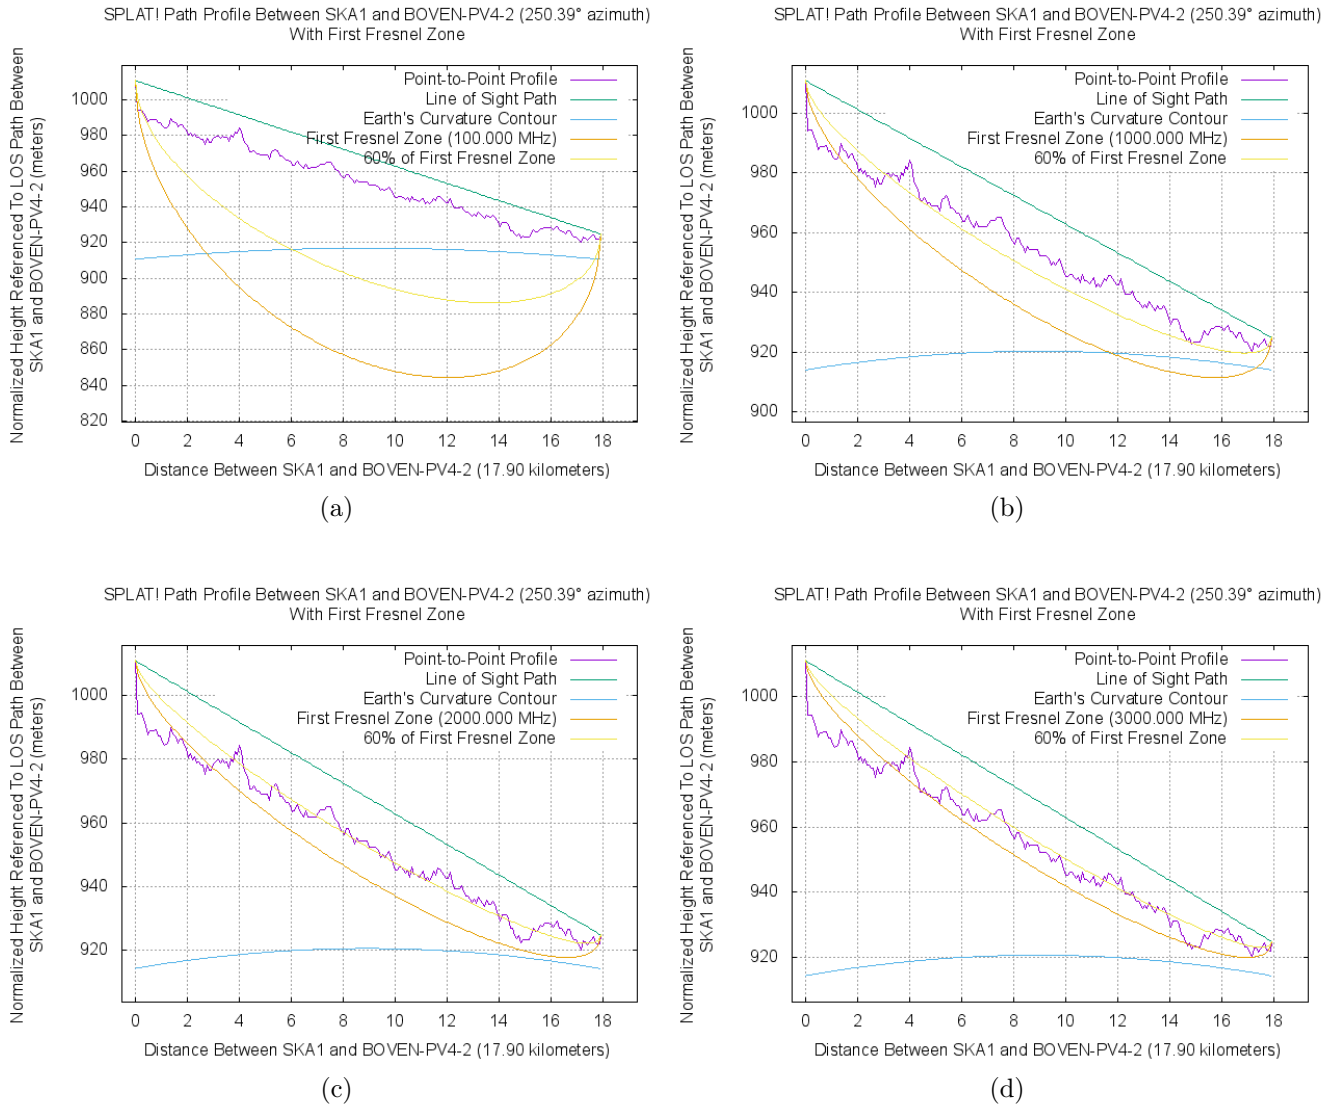 SPLAT! Path Profile Between SKA1 and BOVEN-PV4-2 (250.39° azimuth)
With First Fresnel Zone
Normalized Height Referenced To LOS Path Between
SKA1 and BOVEN-PV4-2 (meters)
Point-to-Point Profile
Line of Sight Path
Earth's Curvature Contour
First Fresnel Zone (100.000 MHz)
60% of First Fresnel Zone
1000
980
960
940
920
900
880
860
840
820
0 2 4 6 8 10 12 14 16 18
Distance Between SKA1 and BOVEN-PV4-2 (17.90 kilometers)
(a)
SPLAT! Path Profile Between SKA1 and BOVEN-PV4-2 (250.39° azimuth)
With First Fresnel Zone
Normalized Height Referenced To LOS Path Between
SKA1 and BOVEN-PV4-2 (meters)
Point-to-Point Profile
Line of Sight Path
Earth's Curvature Contour
First Fresnel Zone (1000.000 MHz)
60% of First Fresnel Zone
1000
980
960
940
920
900
0 2 4 6 8 10 12 14 16 18
Distance Between SKA1 and BOVEN-PV4-2 (17.90 kilometers)
(b)
SPLAT! Path Profile Between SKA1 and BOVEN-PV4-2 (250.39° azimuth)
With First Fresnel Zone
Normalized Height Referenced To LOS Path Between
SKA1 and BOVEN-PV4-2 (meters)
Point-to-Point Profile
Line of Sight Path
Earth's Curvature Contour
First Fresnel Zone (2000.000 MHz)
60% of First Fresnel Zone
1000
980
960
940
920
0 2 4 6 8 10 12 14 16 18
Distance Between SKA1 and BOVEN-PV4-2 (17.90 kilometers)
(c)
SPLAT! Path Profile Between SKA1 and BOVEN-PV4-2 (250.39° azimuth)
With First Fresnel Zone
Normalized Height Referenced To LOS Path Between
SKA1 and BOVEN-PV4-2 (meters)
Point-to-Point Profile
Line of Sight Path
Earth's Curvature Contour
First Fresnel Zone (3000.000 MHz)
60% of First Fresnel Zone
1000
980
960
940
920
0 2 4 6 8 10 12 14 16 18
Distance Between SKA1 and BOVEN-PV4-2 (17.90 kilometers)
(d)